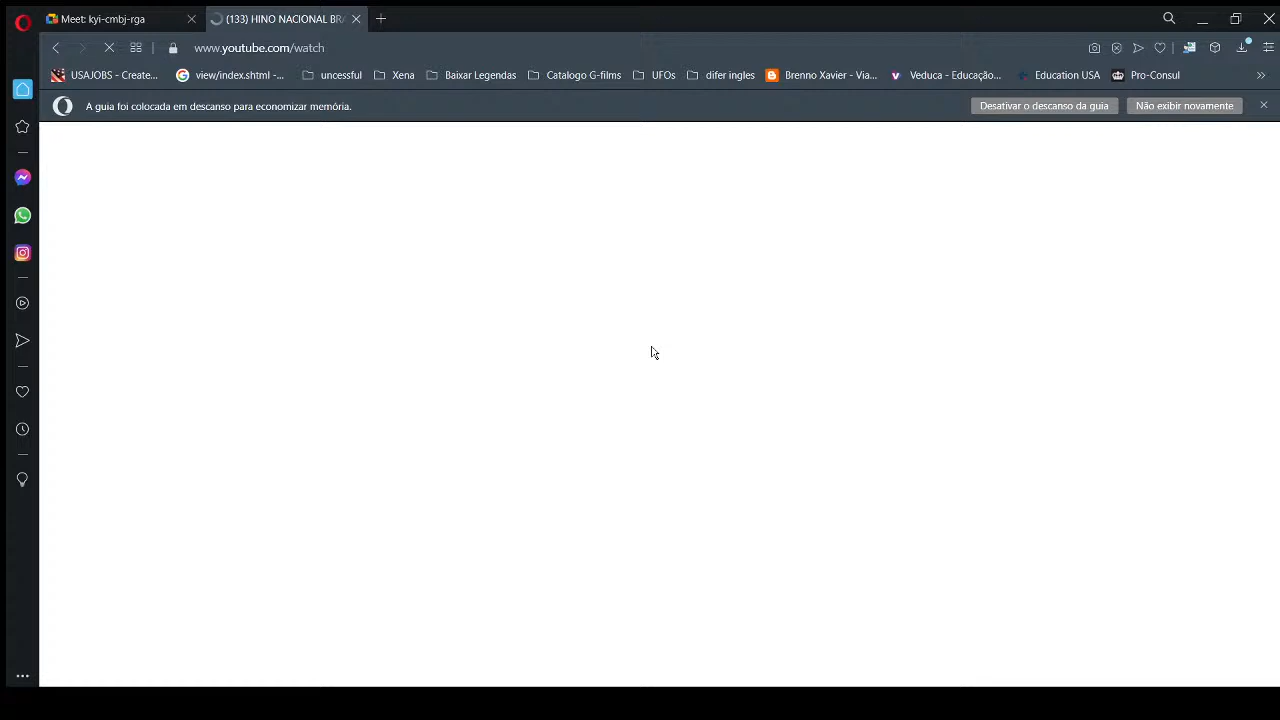 Meet: kyi-cmbj-rga
(133) HINO NACIONAL BRA
www.youtube.com/watch
USAJOBS - Create... view/index.shtml -... uncessful Xena Baixar Legendas Catalogo G-films UFOs difer ingles Brenno Xavier - Via... Veduca - Educação... Education USA Pro-Consul
A guia foi colocada em descanso para economizar memória. Desativar o descanso da guia Não exibir novamente